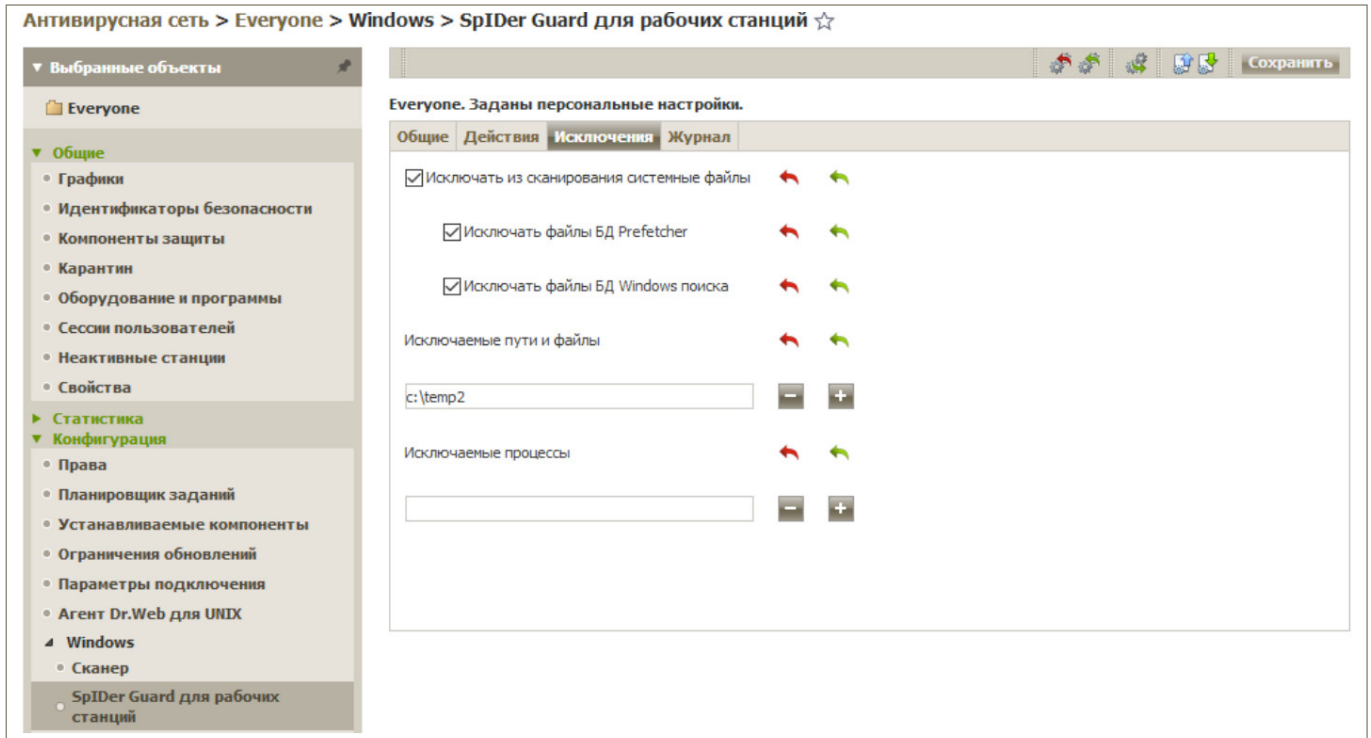 Антивирусная сеть > Everyone > Windows > SpIDer Guard для рабочих станций
Выбранные объекты
Everyone
Общие
Графики
Идентификаторы безопасности
Компоненты защиты
Карантин
Оборудование и программы
Сессии пользователей
Неактивные станции
Свойства
Статистика
Конфигурация
Права
Планировщик заданий
Устанавливаемые компоненты
Ограничения обновлений
Параметры подключения
Агент Dr.Web для UNIX
Windows
Сканер
SpIDer Guard для рабочих
станций
Сохранить
Everyone. Заданы персональные настройки.
Общие Действия Исключения Журнал
Исключать из сканирования системные файлы
Исключать файлы БД Prefetcher
Исключать файлы БД Windows поиска
Исключаемые пути и файлы
c:\temp2
Исключаемые процессы